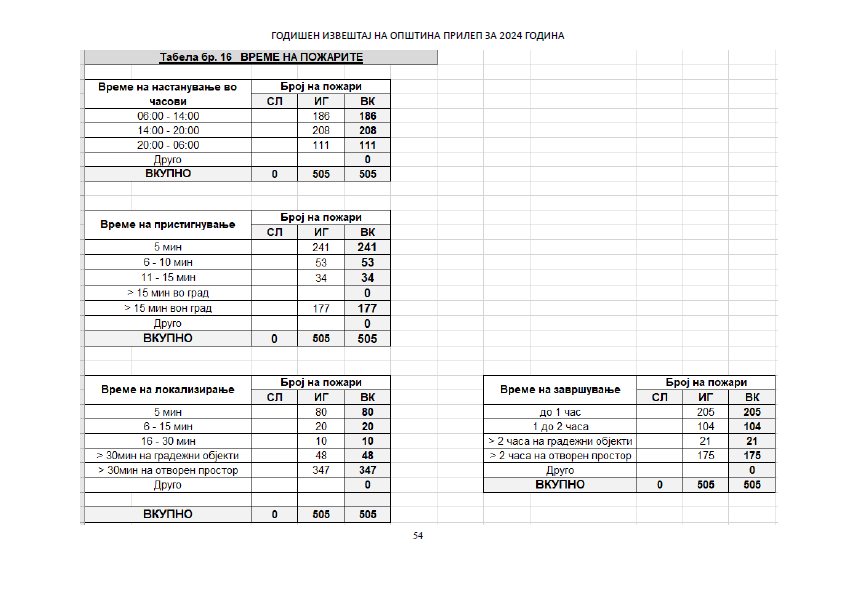 ГОДИШЕН ИЗВЕШТАЈ НА ОПШТИНА ПРИЛЕП ЗА 2024 ГОДИНА
Табела бр. 16 ВРЕМЕ НА ПОЖАРИТЕ
Време на настанување во часови Број на пожари
СЛ ИГ ВК
06:00 - 14:00 186 186
14:00 - 20:00 208 208
20:00 - 06:00 111 111
Друго 0
ВКУПНО 0 505 505
Време на пристигнување Број на пожари
СЛ ИГ ВК
5 мин 241 241
6 - 10 мин 53 53
11 - 15 мин 34 34
> 15 мин во град 0
> 15 мин вон град 177 177
Друго 0
ВКУПНО 0 505 505
Време на локализирање Број на пожари
СЛ ИГ ВК
5 мин 80 80
6 - 15 мин 20 20
16 - 30 мин 10 10
> 30мин на градежни објекти 48 48
> 30мин на отворен простор 347 347
Друго 0
ВКУПНО 0 505 505
Време на завршување Број на пожари
СЛ ИГ ВК
до 1 час 205 205
1 до 2 часа 104 104
> 2 часа на градежни објекти 21 21
> 2 часа на отворен простор 175 175
Друго 0
ВКУПНО 0 505 505
54